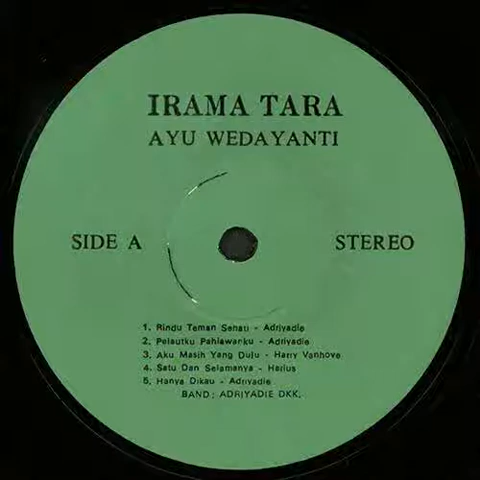 IRAMA TARA
AYU WEDAYANTI
SIDE A
STEREO
1. Rindu Teman Sehati - Adriyadie
2. Pelautku Pahlawanku - Adriyadie
3. Aku Masih Yang Dulu - Harry Vanhove
4. Satu Dan Selamanya - Harius
5. Hanya Dikau - Adriyadie
BAND : ADRIYADIE DKK.